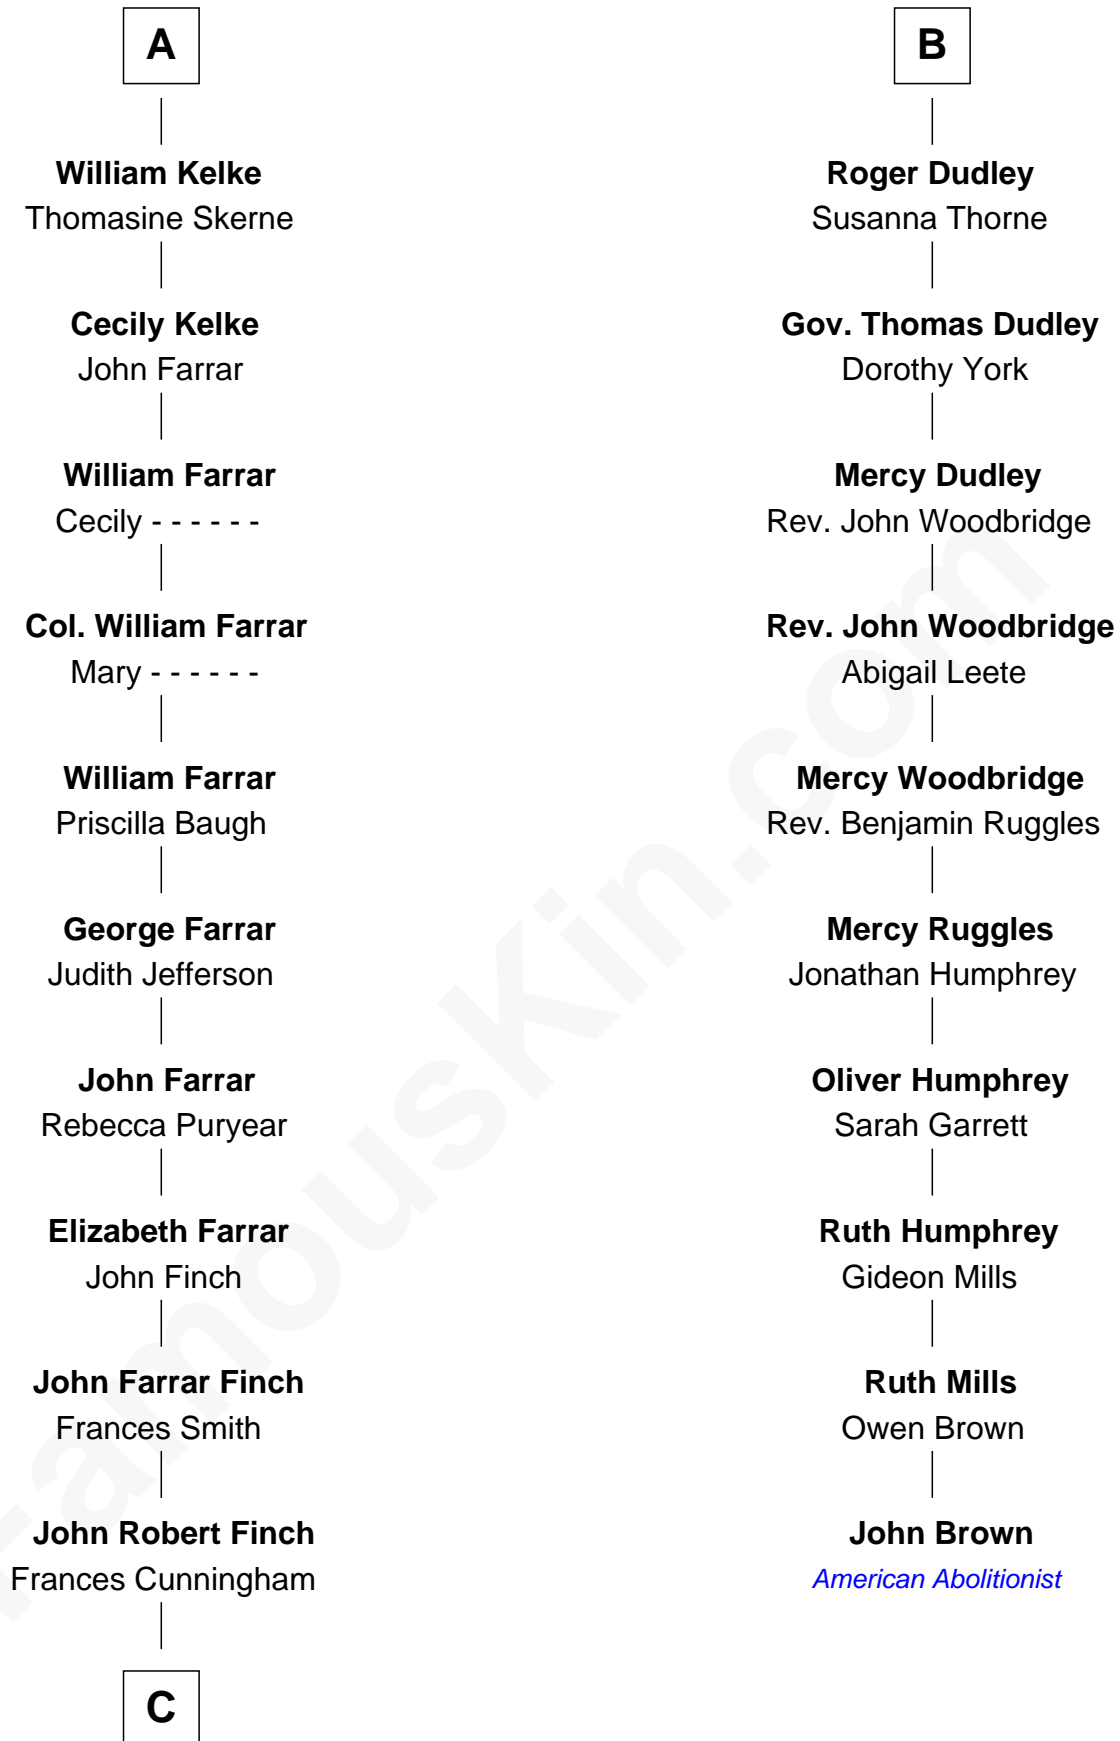 A
William Kelke
Thomasine Skerne
Cecily Kelke
John Farrar
William Farrar
Cecily - - - - - -
Col. William Farrar
Mary - - - - - -
William Farrar
Priscilla Baugh
George Farrar
Judith Jefferson
John Farrar
Rebecca Puryear
Elizabeth Farrar
John Finch
John Farrar Finch
Frances Smith
John Robert Finch
Frances Cunningham
C
B
Roger Dudley
Susanna Thorne
Gov. Thomas Dudley
Dorothy York
Mercy Dudley
Rev. John Woodbridge
Rev. John Woodbridge
Abigail Leete
Mercy Woodbridge
Rev. Benjamin Ruggles
Mercy Ruggles
Jonathan Humphrey
Oliver Humphrey
Sarah Garrett
Ruth Humphrey
Gideon Mills
Ruth Mills
Owen Brown
John Brown
American Abolitionist
FamousKin.com